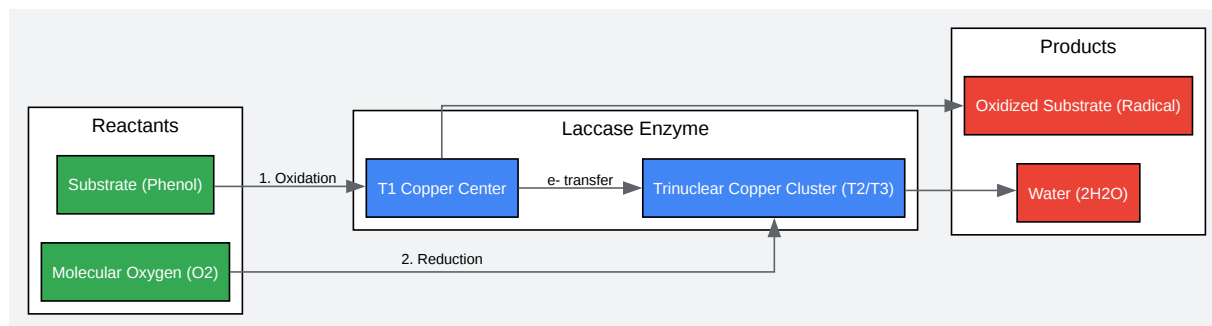 Products
Oxidized Substrate (Radical)
Reactants
Laccase Enzyme
Substrate (Phenol)
1. Oxidation
T1 Copper Center
e- transfer
Trinuclear Copper Cluster (T2/T3)
Water (2H2O)
Molecular Oxygen (O2)
2. Reduction